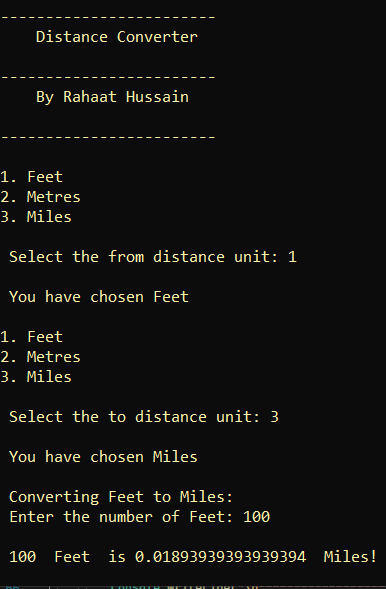 ------------------------
Distance Converter
------------------------
By Rahaat Hussain
------------------------
1. Feet
2. Metres
3. Miles
Select the from distance unit: 1
You have chosen Feet
1. Feet
2. Metres
3. Miles
Select the to distance unit: 3
You have chosen Miles
Converting Feet to Miles:
Enter the number of Feet: 100
100  Feet  is 0.01893939393939394  Miles!